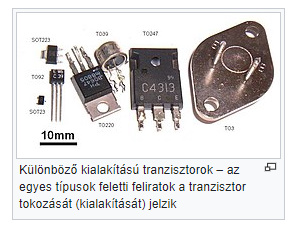 SOT223
TO39
TO247
TO92
C4313
B C E
SOT23
TO220
TO3
10mm
Különböző kialakítású tranzisztorok – az
egyes típusok feletti feliratok a tranzisztor
tokozását (kialakítását) jelzik